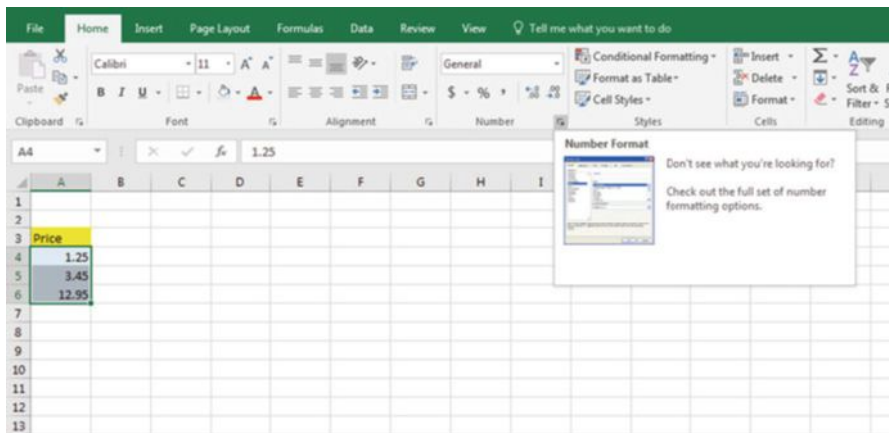 File Home Insert Page Layout Formulas Data Review View Tell me what you want to do
Paste
Clipboard
Calibri 11 A A
B I U A
Font
Alignment
General
$ % ,
Number
Conditional Formatting
Format as Table
Cell Styles
Styles
Insert
Delete
Format
Cells
Σ
A
Z
Sort &
Filter
Editing
A4 fx 1.25
Number Format
Don't see what you're looking for?
Check out the full set of number
formatting options.
A B C D E F G H I
1
2
3 Price
4 1.25
5 3.45
6 12.95
7
8
9
10
11
12
13